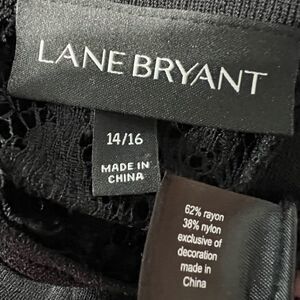 LANE BRYANT
14/16
MADE IN
CHINA
62% rayon
38% nylon
exclusive of
decoration
made in
China